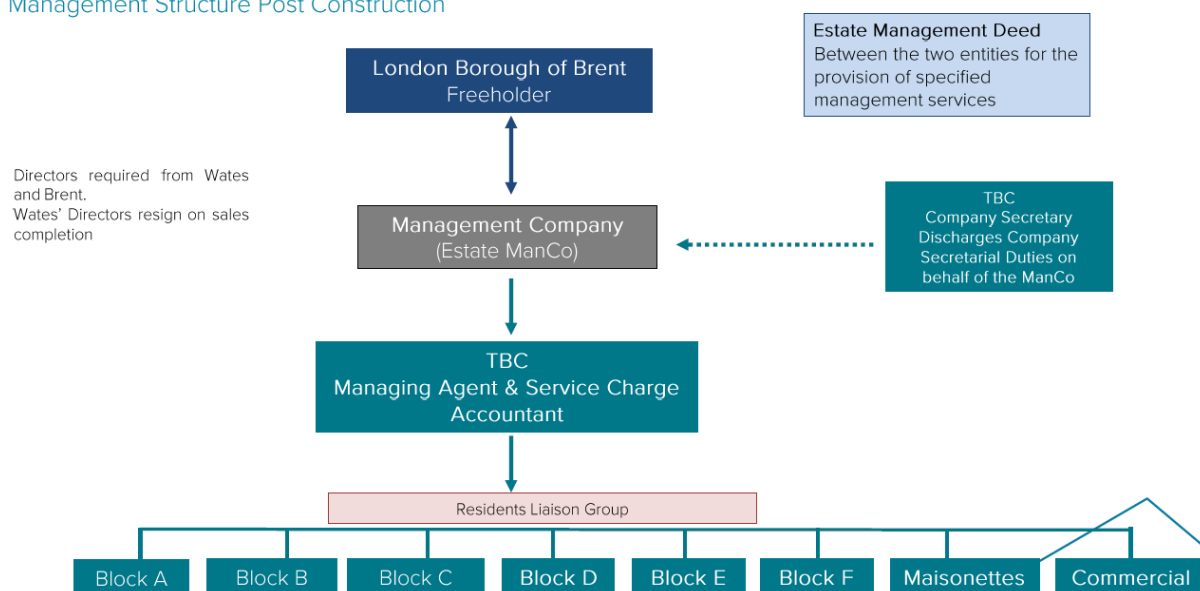 Management Structure Post Construction
Estate Management Deed
Between the two entities for the
provision of specified
management services
London Borough of Brent
Freeholder
Directors required from Wates
and Brent.
Wates' Directors resign on sales
completion
Management Company
(Estate ManCo)
TBC
Company Secretary
Discharges Company
Secretarial Duties on
behalf of the ManCo
TBC
Managing Agent & Service Charge
Accountant
Residents Liaison Group
Block A
Block B
Block C
Block D
Block E
Block F
Maisonettes
Commercial